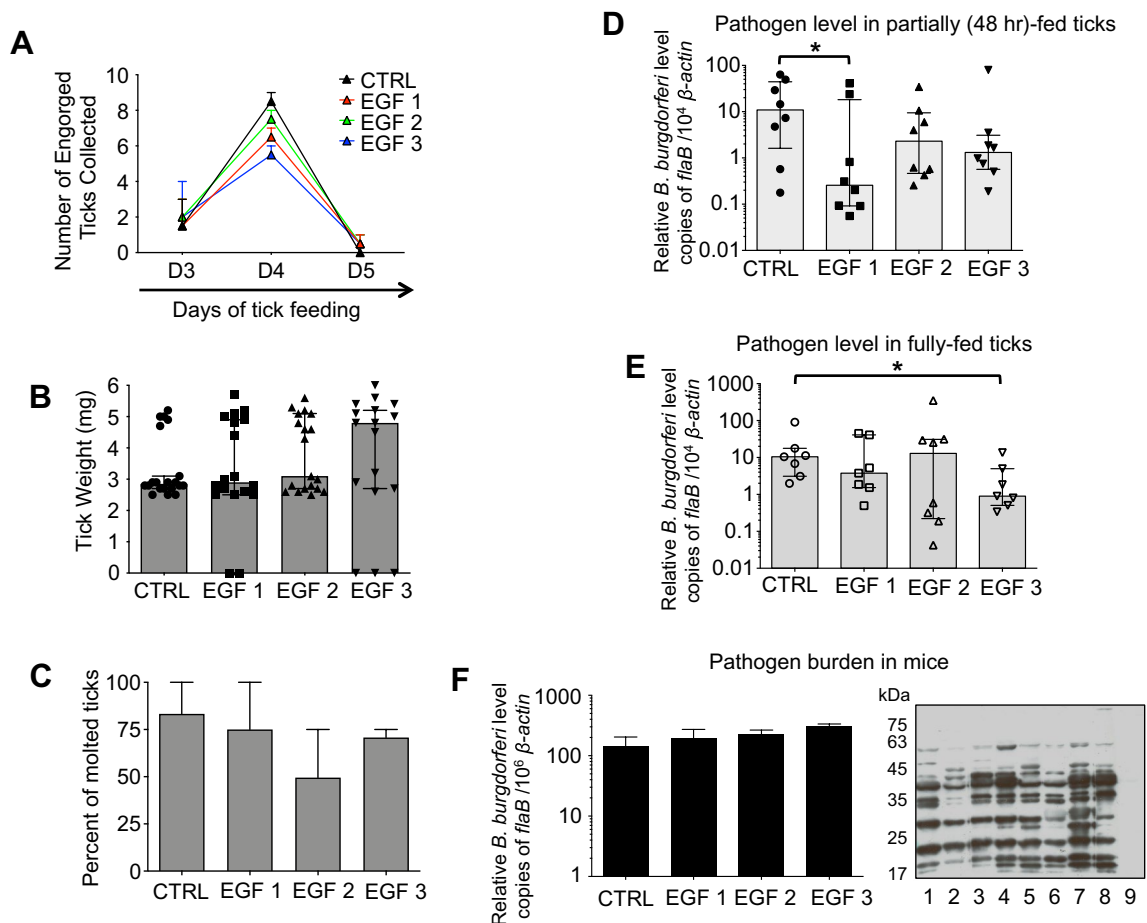 A
Number of Engorged
Ticks Collected
10
8
6
4
2
0
D3 D4 D5
Days of tick feeding
CTRL
EGF 1
EGF 2
EGF 3
B
Tick Weight (mg)
6
5
4
3
2
1
0
CTRL EGF 1 EGF 2 EGF 3
C
Percent of molted ticks
100
75
50
25
0
CTRL EGF 1 EGF 2 EGF 3
D
Pathogen level in partially (48 hr)-fed ticks
Relative B. burgdorferi level
copies of flaB /10⁴ β-actin
100
10
1
0.1
0.01
*
CTRL EGF 1 EGF 2 EGF 3
E
Pathogen level in fully-fed ticks
Relative B. burgdorferi level
copies of flaB /10⁴ β-actin
1000
100
10
1
0.1
0.01
*
CTRL EGF 1 EGF 2 EGF 3
F
Pathogen burden in mice
Relative B. burgdorferi level
copies of flaB /10⁶ β-actin
1000
100
10
1
CTRL EGF 1 EGF 2 EGF 3
kDa
75
63
45
35
25
17
1 2 3 4 5 6 7 8 9